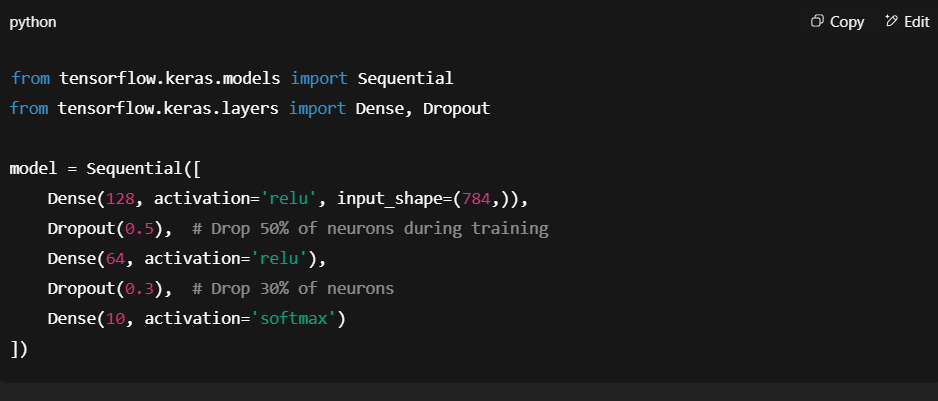 python
Copy
Edit
from tensorflow.keras.models import Sequential
from tensorflow.keras.layers import Dense, Dropout
model = Sequential([
    Dense(128, activation='relu', input_shape=(784,)),
    Dropout(0.5),  # Drop 50% of neurons during training
    Dense(64, activation='relu'),
    Dropout(0.3),  # Drop 30% of neurons
    Dense(10, activation='softmax')
])